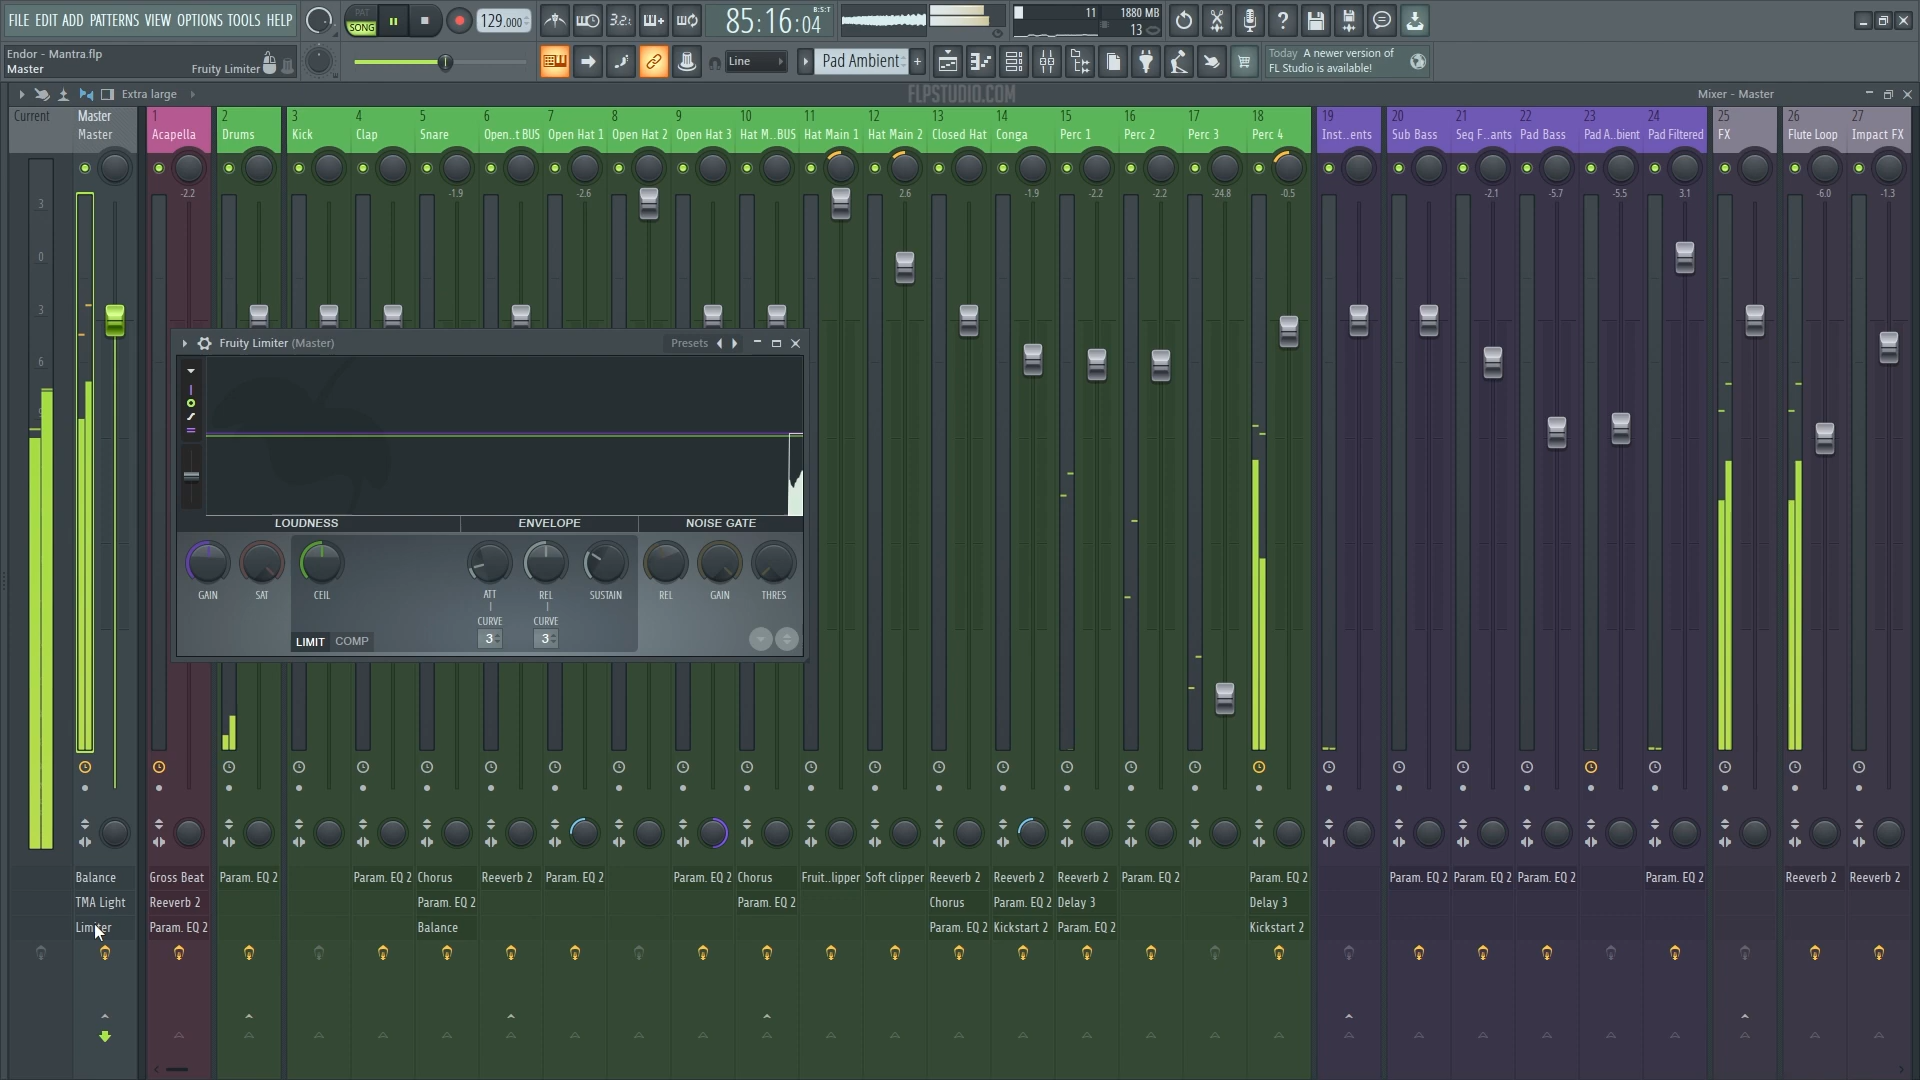 FILE EDIT ADD PATTERNS VIEW OPTIONS TOOLS HELP
PAT
SONG
129.000
3.2.
85:16:04
B:S:T
11
1880 MB
13
Endor - Mantra.flp
Master
Fruity Limiter
Line
Pad Ambient
Today A newer version of
FL Studio is available!
Extra large
FLPSTUDIO.COM
Mixer - Master
Current
Master
1 2 3 4 5 6 7 8 9 10 11 12 13 14 15 16 17 18 19 20 21 22 23 24 25 26 27
Master Acapella Drums Kick Clap Snare Open..t BUS Open Hat 1 Open Hat 2 Open Hat 3 Hat M...BUS Hat Main 1 Hat Main 2 Closed Hat Conga Perc 1 Perc 2 Perc 3 Perc 4 Inst..ents Sub Bass Seq F..ants Pad Bass Pad A..bient Pad Filtered FX Flute Loop Impact FX
-2.2 -1.9 -2.6 2.6 -1.9 -2.2 -2.2 -24.8 -0.5 -2.1 -5.7 -5.5 3.1 -6.0 -1.3
3
0
3
6
9
Fruity Limiter (Master)
Presets
LOUDNESS ENVELOPE NOISE GATE
GAIN SAT CEIL ATT REL SUSTAIN REL GAIN THRES
CURVE CURVE
LIMIT COMP 3 3
Balance Gross Beat Param. EQ 2 Param. EQ 2 Chorus Reeverb 2 Param. EQ 2 Param. EQ 2 Chorus Fruit..lipper Soft clipper Reeverb 2 Reeverb 2 Reeverb 2 Param. EQ 2 Param. EQ 2 Param. EQ 2 Param. EQ 2 Param. EQ 2 Param. EQ 2 Reeverb 2 Reeverb 2
TMA Light Reeverb 2 Param. EQ 2 Param. EQ 2 Chorus Param. EQ 2 Delay 3 Delay 3
Limiter Param. EQ 2 Balance Param. EQ 2 Kickstart 2 Param. EQ 2 Kickstart 2